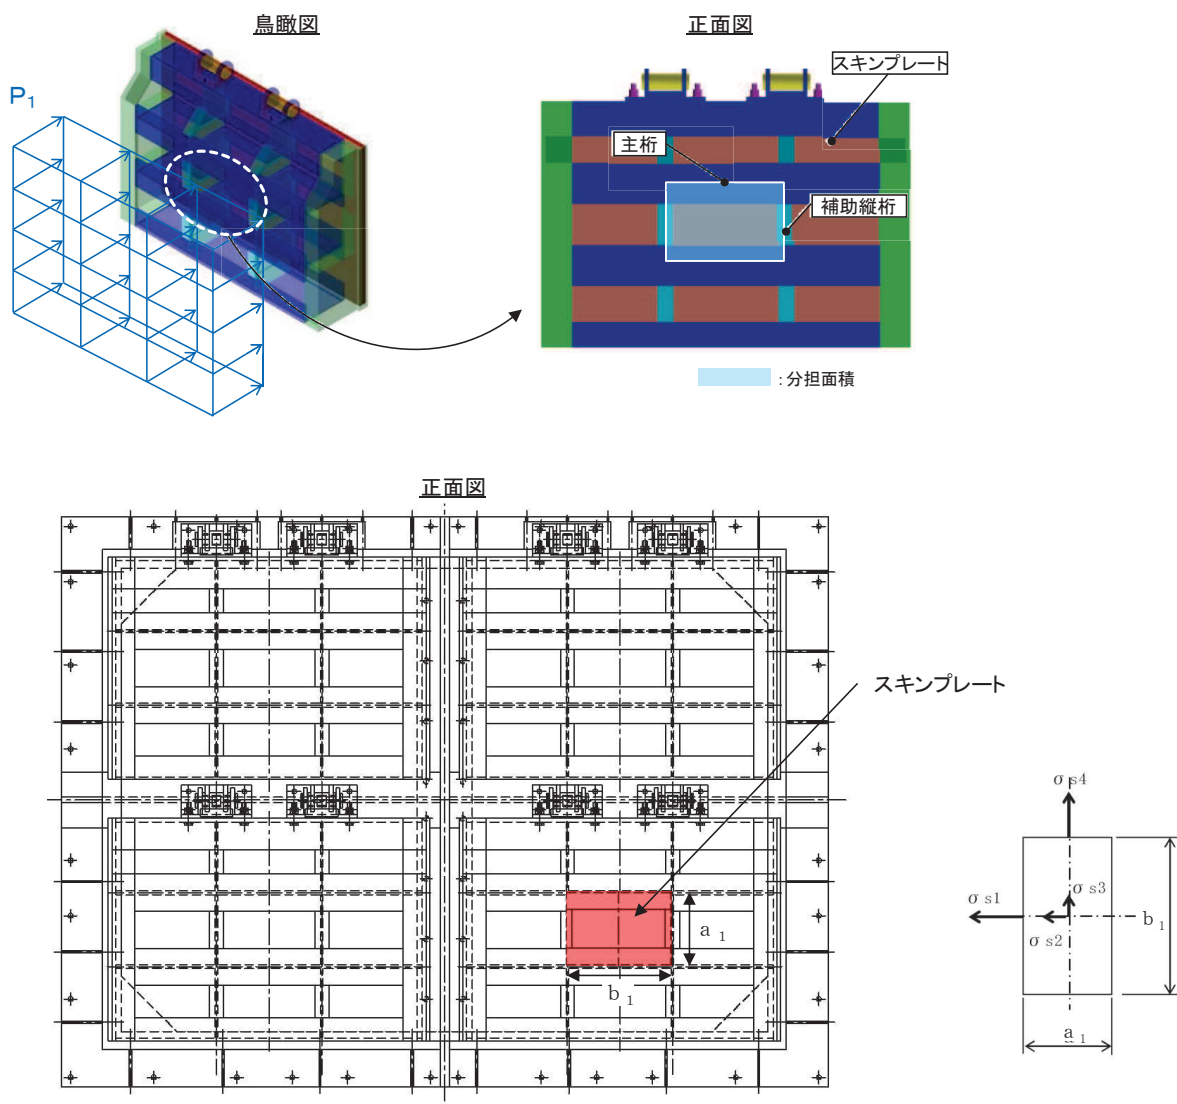 鳥瞰図
正面図
P₁
スキンプレート
主桁
補助縦桁
：分担面積
正面図
スキンプレート
a ₁
b ₁
σ s4
σ s1
σ s3
σ s2
b ₁
a ₁